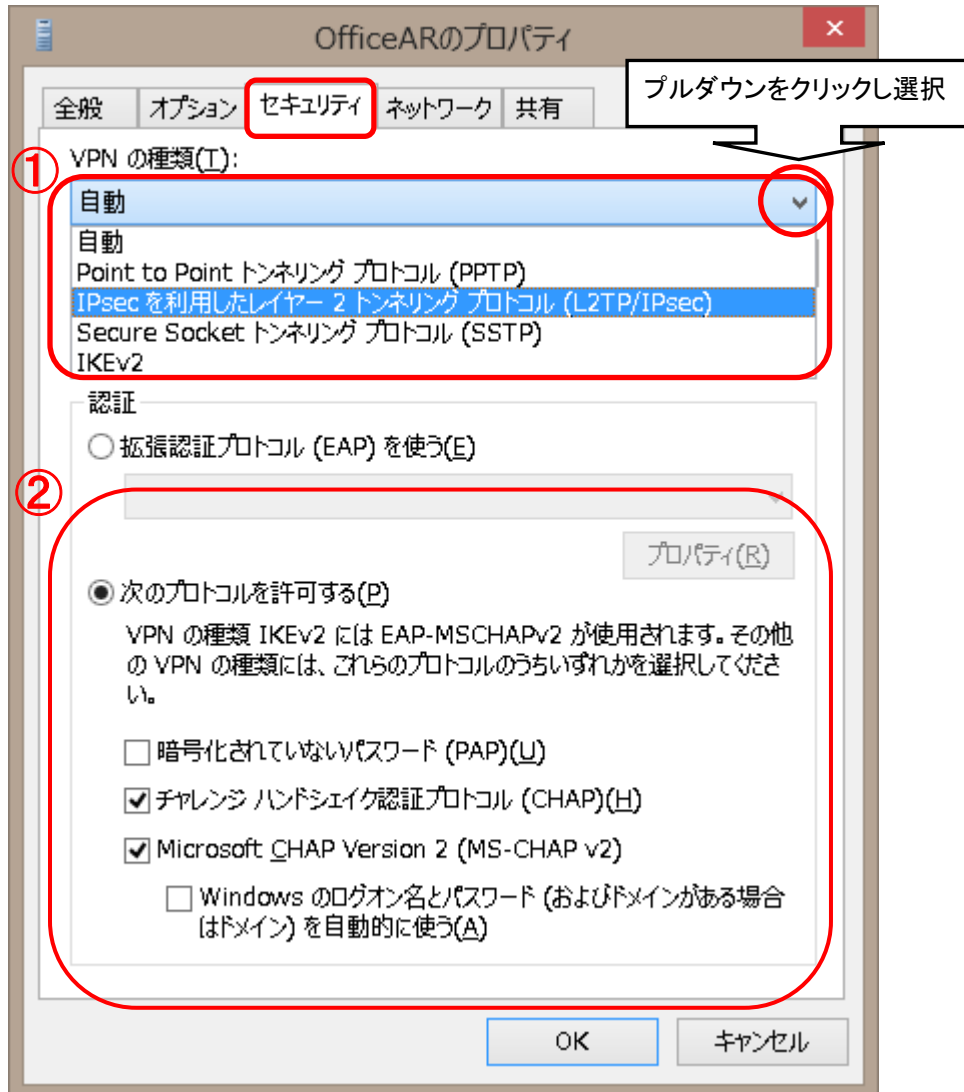 OfficeARのプロパティ
プルダウンをクリックし選択
全般 オプション セキュリティ ネットワーク 共有
① VPN の種類(T):
自動
自動
Point to Point トンネリング プロトコル (PPTP)
IPsec を利用したレイヤー 2 トンネリング プロトコル (L2TP/IPsec)
Secure Socket トンネリング プロトコル (SSTP)
IKEv2
認証
拡張認証プロトコル (EAP) を使う(E)
②
プロパティ(R)
次のプロトコルを許可する(P)
VPN の種類 IKEv2 には EAP-MSCHAPv2 が使用されます。その他
の VPN の種類には、これらのプロトコルのうちいずれかを選択してくださ
い。
暗号化されていないパスワード (PAP)(U)
チャレンジ ハンドシェイク認証プロトコル (CHAP)(H)
Microsoft CHAP Version 2 (MS-CHAP v2)
Windows のログオン名とパスワード (およびドメインがある場合
はドメイン) を自動的に使う(A)
OK キャンセル